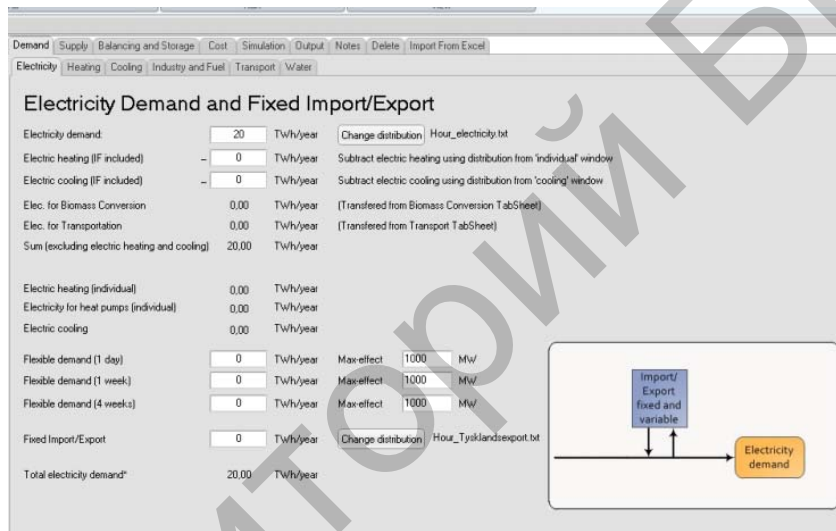 Demand Supply Balancing and Storage Cost Simulation Output Notes Delete Import From Excel
Electricity Heating Cooling Industry and Fuel Transport Water
Electricity Demand and Fixed Import/Export
Electricity demand: 20 TWh/year Change distribution Hour_electricity.txt
Electric heating (IF included) – 0 TWh/year Subtract electric heating using distribution from 'individual' window
Electric cooling (IF included) – 0 TWh/year Subtract electric cooling using distribution from 'cooling' window
Elec. for Biomass Conversion 0,00 TWh/year (Transfered from Biomass Conversion TabSheet)
Elec. for Transportation 0,00 TWh/year (Transfered from Transport TabSheet)
Sum (excluding electric heating and cooling) 20,00 TWh/year
Electric heating (individual) 0,00 TWh/year
Electricity for heat pumps (individual) 0,00 TWh/year
Electric cooling 0,00 TWh/year
Flexible demand (1 day) 0 TWh/year Max-effect 1000 MW
Flexible demand (1 week) 0 TWh/year Max-effect 1000 MW
Flexible demand (4 weeks) 0 TWh/year Max-effect 1000 MW
Fixed Import/Export 0 TWh/year Change distribution Hour_Tysklandsexport.txt
Total electricity demand* 20,00 TWh/year
Import/
Export
fixed and
variable
Electricity
demand